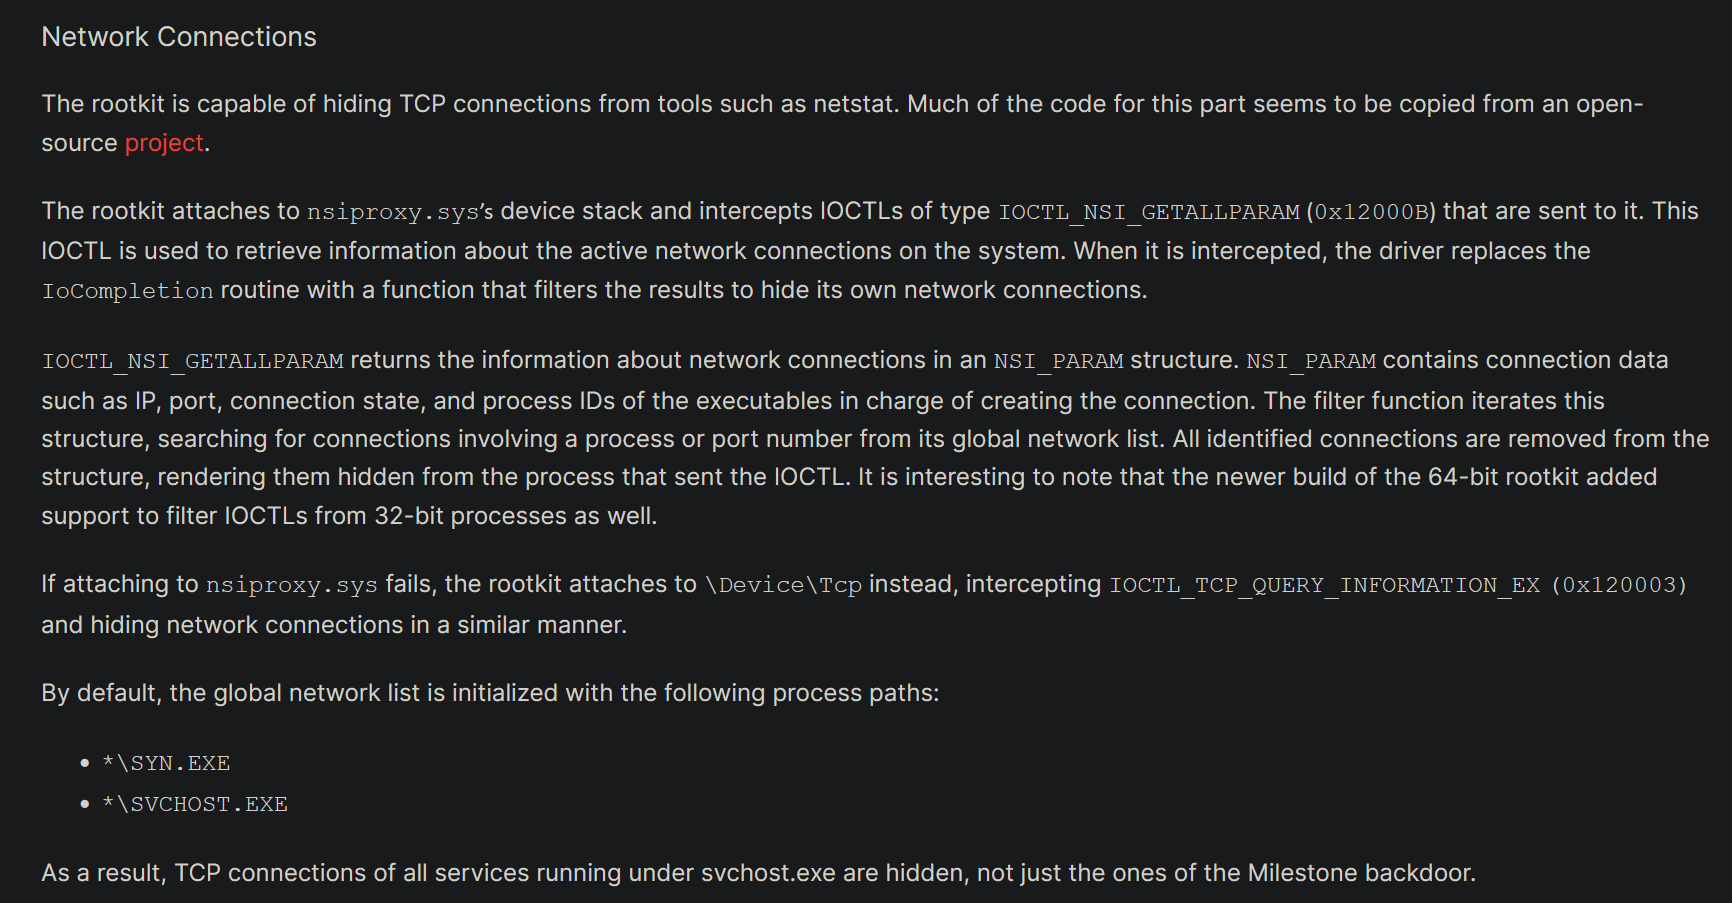 Network Connections
The rootkit is capable of hiding TCP connections from tools such as netstat. Much of the code for this part seems to be copied from an open-
source project.
The rootkit attaches to nsiproxy.sys’s device stack and intercepts IOCTLs of type IOCTL_NSI_GETALLPARAM (0x12000B) that are sent to it. This
IOCTL is used to retrieve information about the active network connections on the system. When it is intercepted, the driver replaces the
IoCompletion routine with a function that filters the results to hide its own network connections.
IOCTL_NSI_GETALLPARAM returns the information about network connections in an NSI_PARAM structure. NSI_PARAM contains connection data
such as IP, port, connection state, and process IDs of the executables in charge of creating the connection. The filter function iterates this
structure, searching for connections involving a process or port number from its global network list. All identified connections are removed from the
structure, rendering them hidden from the process that sent the IOCTL. It is interesting to note that the newer build of the 64-bit rootkit added
support to filter IOCTLs from 32-bit processes as well.
If attaching to nsiproxy.sys fails, the rootkit attaches to \Device\Tcp instead, intercepting IOCTL_TCP_QUERY_INFORMATION_EX (0x120003)
and hiding network connections in a similar manner.
By default, the global network list is initialized with the following process paths:
• *\SYN.EXE
• *\SVCHOST.EXE
As a result, TCP connections of all services running under svchost.exe are hidden, not just the ones of the Milestone backdoor.